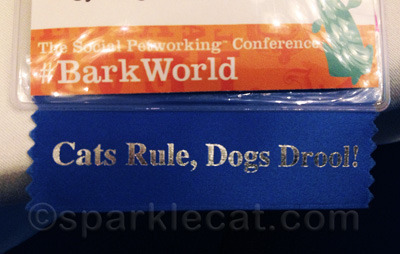 The Social Petworking™ Conference
#BarkWorld
Cats Rule, Dogs Drool!
©sparklecat.com